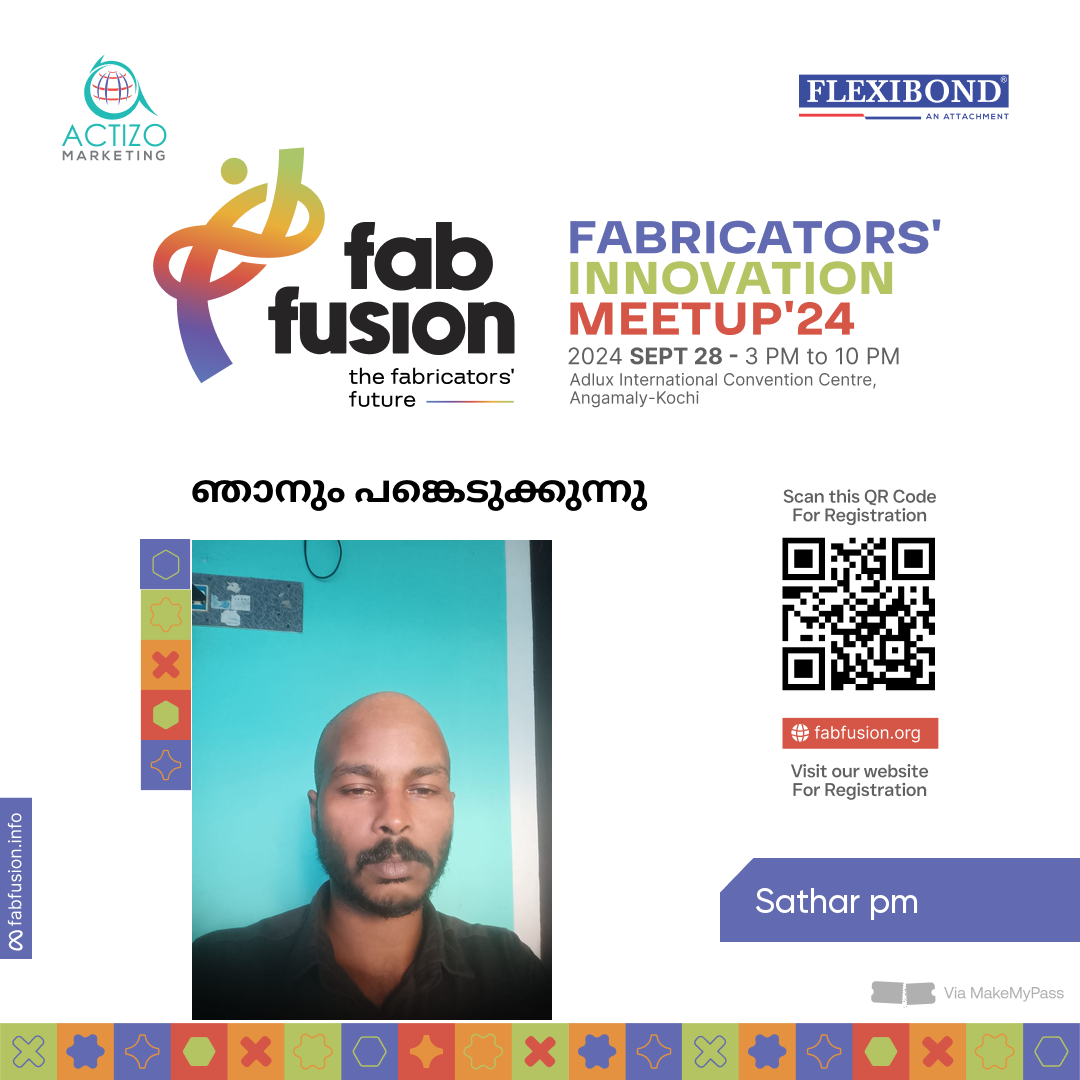 ACTIZO
MARKETING
FLEXIBOND®
AN ATTACHMENT
fab
fusion
the fabricators'
future
FABRICATORS'
INNOVATION
MEETUP'24
2024 SEPT 28 - 3 PM to 10 PM
Adlux International Convention Centre,
Angamaly-Kochi
ഞാനും പങ്കെടുക്കുന്നു
Scan this QR Code
For Registration
fabfusion.org
Visit our website
For Registration
fabfusion.info
Sathar pm
Via MakeMyPass